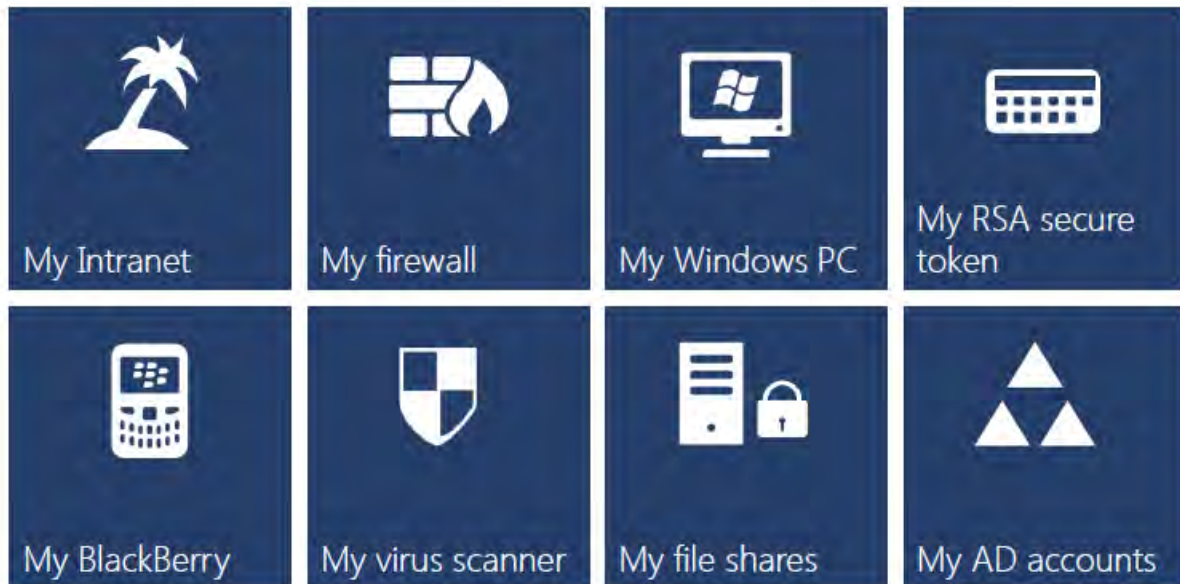 My Intranet
My firewall
My Windows PC
My RSA secure
token
My BlackBerry
My virus scanner
My file shares
My AD accounts